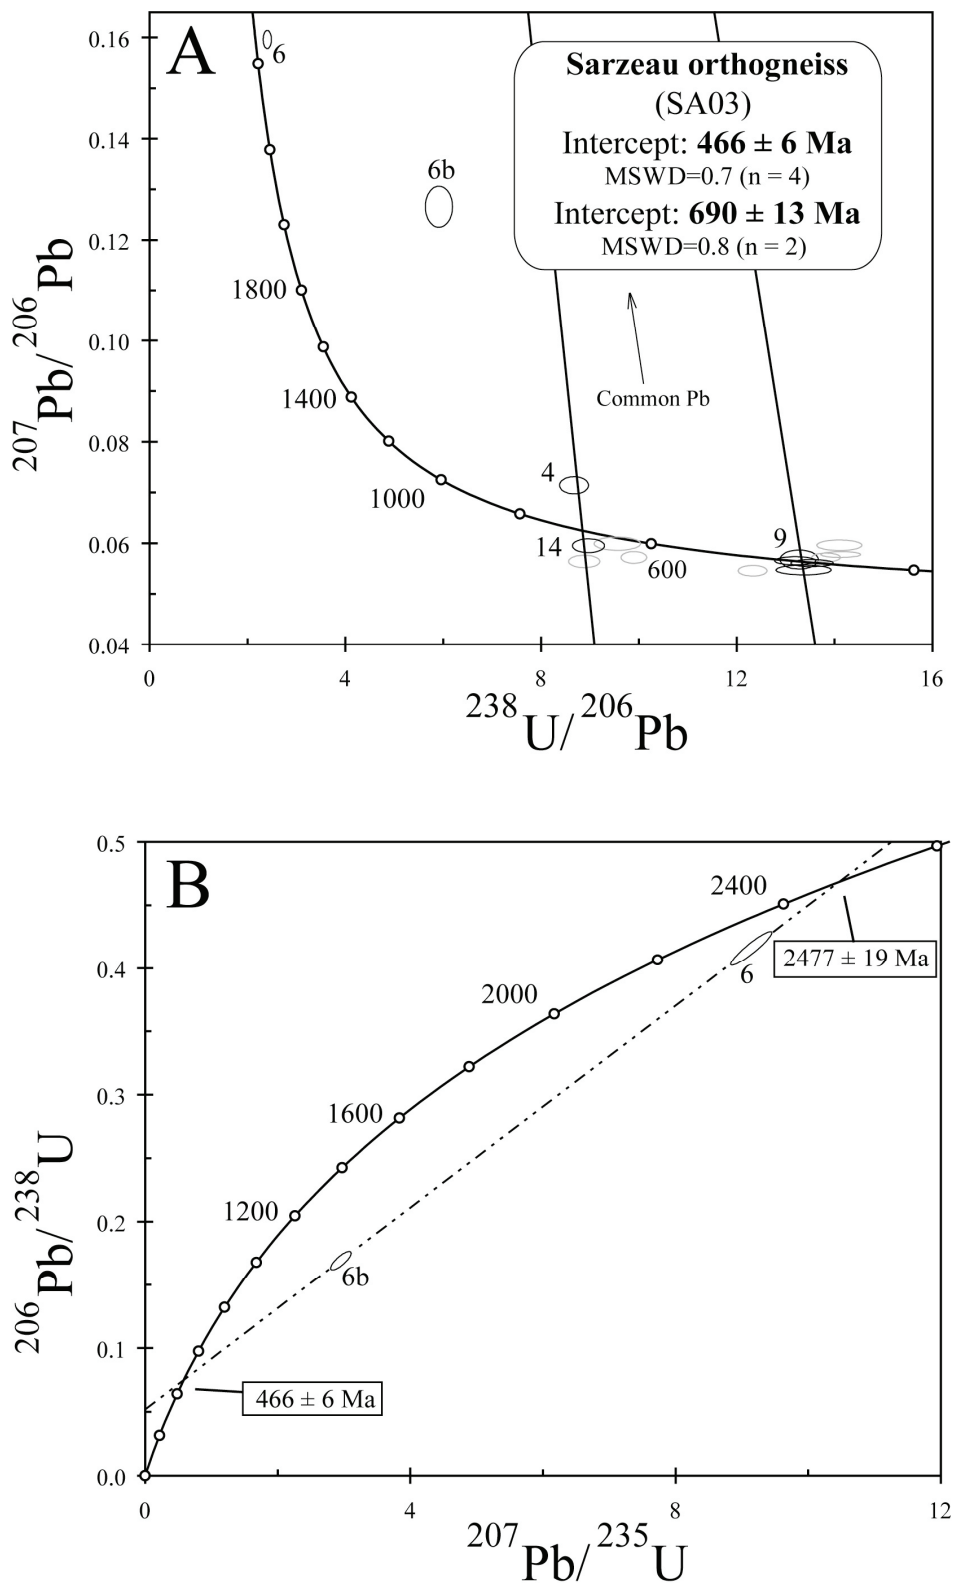 A
0.16
6
Sarzeau orthogneiss
(SA03)
Intercept: 466 ± 6 Ma
MSWD=0.7 (n = 4)
Intercept: 690 ± 13 Ma
MSWD=0.8 (n = 2)
0.14
6b
0.12
1800
0.10
1400
Common Pb
0.08
4
1000
14
9
0.06
600
0.04
0 4 8 12 16
207Pb/206Pb
238U/206Pb
B
0.5
2400
2477 ± 19 Ma
6
0.4
2000
0.3
1600
1200
0.2
6b
0.1
466 ± 6 Ma
0.0
0 4 8 12
206Pb/238U
207Pb/235U